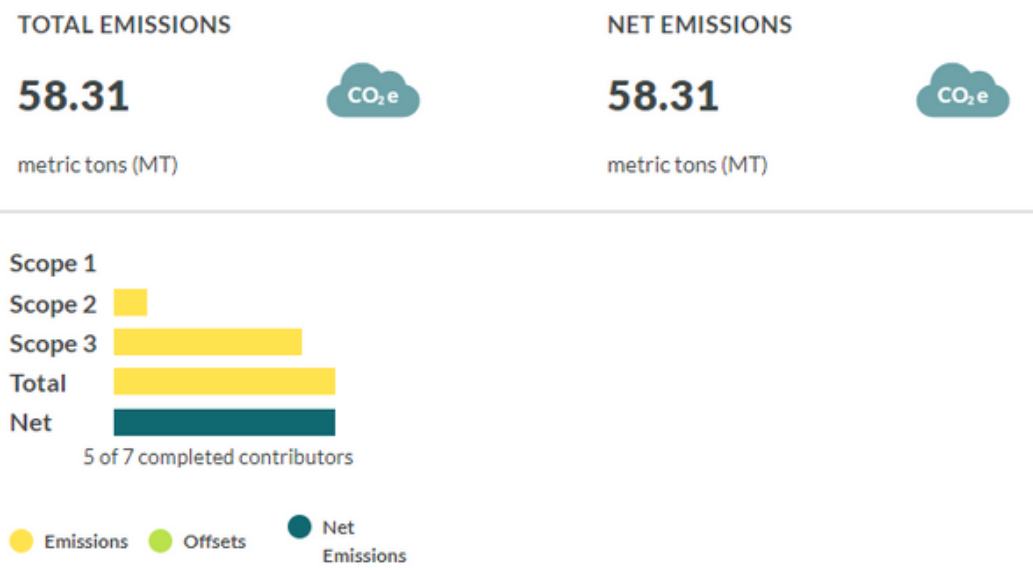 TOTAL EMISSIONS
58.31
CO₂e
metric tons (MT)
NET EMISSIONS
58.31
CO₂e
metric tons (MT)
Scope 1
Scope 2
Scope 3
Total
Net
5 of 7 completed contributors
Emissions
Offsets
Net
Emissions